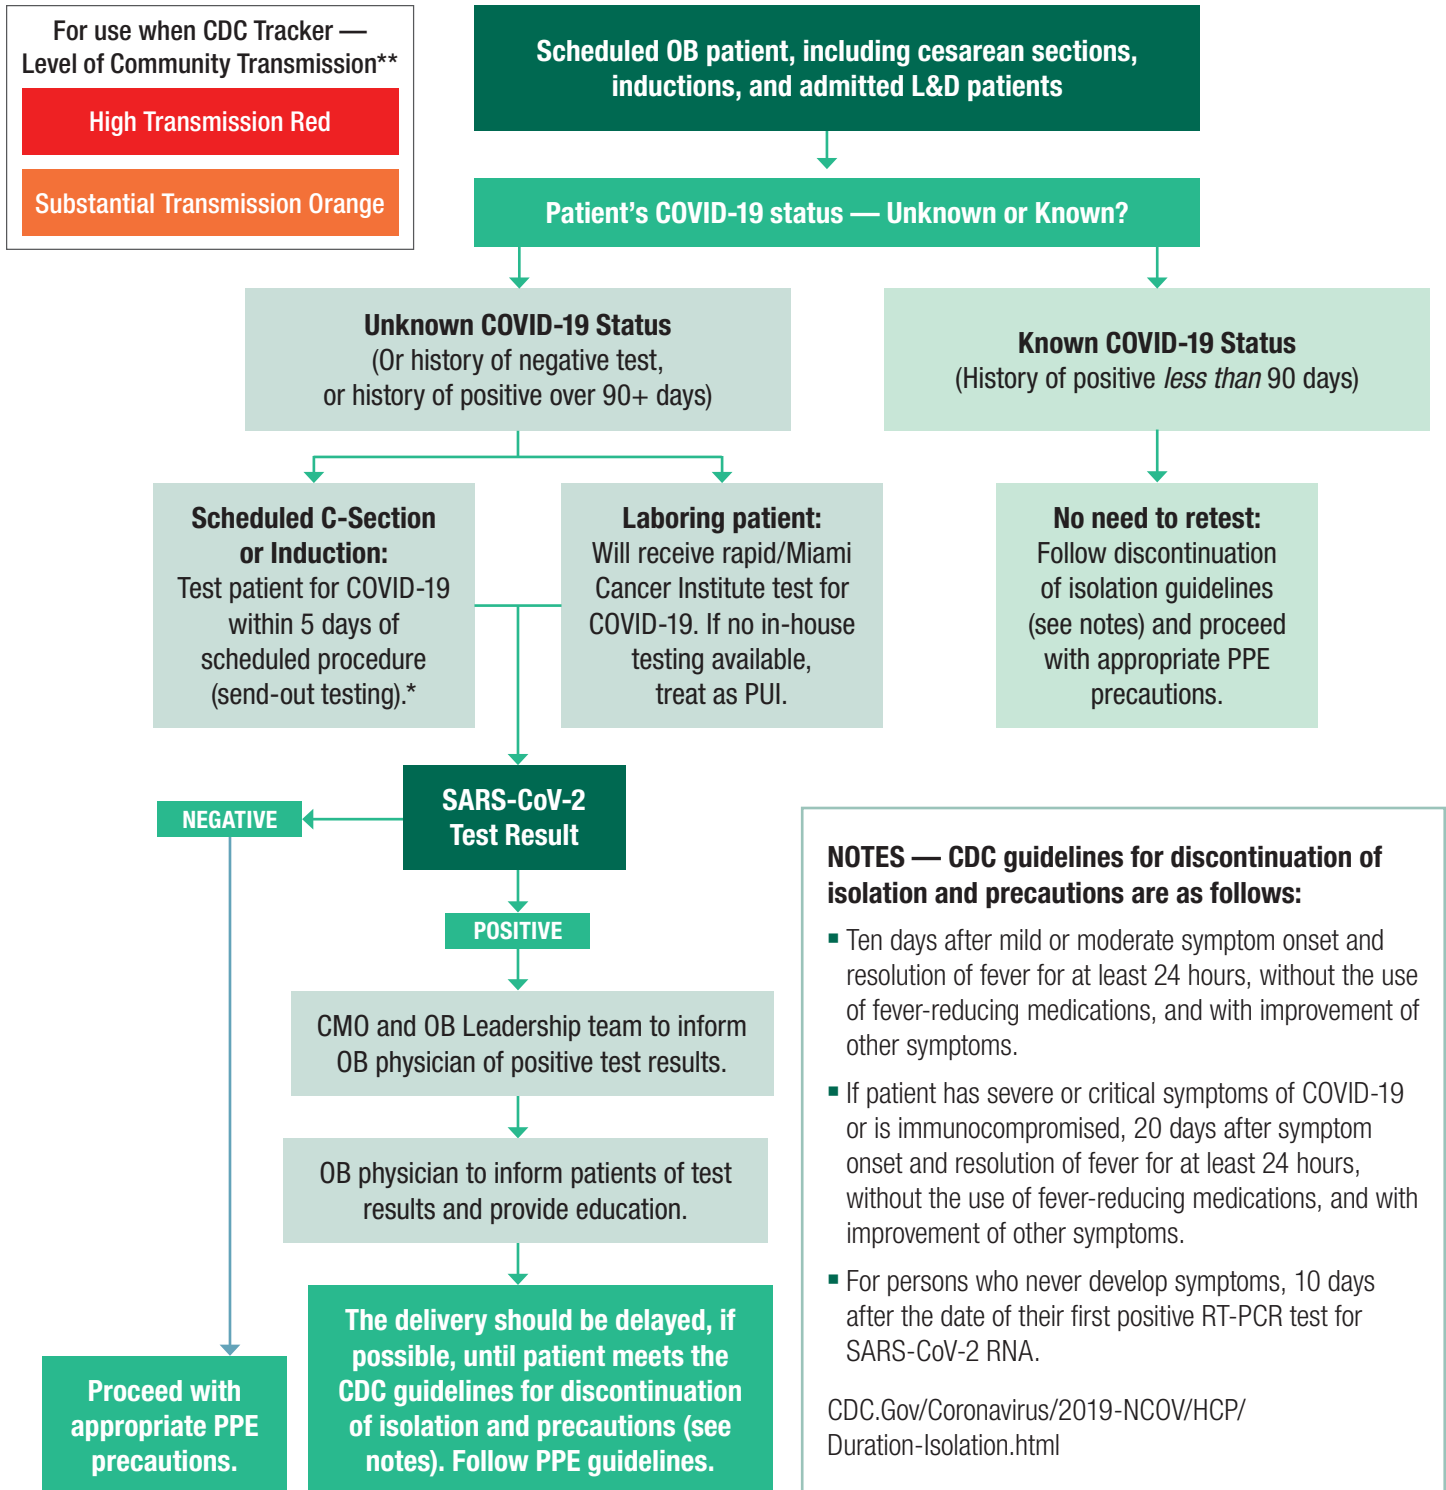 For use when CDC Tracker —
Level of Community Transmission**
High Transmission Red
Substantial Transmission Orange
Scheduled OB patient, including cesarean sections,
inductions, and admitted L&D patients
Patient's COVID-19 status — Unknown or Known?
Unknown COVID-19 Status
(Or history of negative test,
or history of positive over 90+ days)
Known COVID-19 Status
(History of positive less than 90 days)
Scheduled C-Section
or Induction:
Test patient for COVID-19
within 5 days of
scheduled procedure
(send-out testing).*
Laboring patient:
Will receive rapid/Miami
Cancer Institute test for
COVID-19. If no in-house
testing available,
treat as PUI.
No need to retest:
Follow discontinuation
of isolation guidelines
(see notes) and proceed
with appropriate PPE
precautions.
SARS-CoV-2
Test Result
NEGATIVE
POSITIVE
CMO and OB Leadership team to inform
OB physician of positive test results.
OB physician to inform patients of test
results and provide education.
The delivery should be delayed, if
possible, until patient meets the
CDC guidelines for discontinuation
of isolation and precautions (see
notes). Follow PPE guidelines.
Proceed with
appropriate PPE
precautions.
NOTES — CDC guidelines for discontinuation of
isolation and precautions are as follows:
▪ Ten days after mild or moderate symptom onset and
resolution of fever for at least 24 hours, without the use
of fever-reducing medications, and with improvement of
other symptoms.
▪ If patient has severe or critical symptoms of COVID-19
or is immunocompromised, 20 days after symptom
onset and resolution of fever for at least 24 hours,
without the use of fever-reducing medications, and with
improvement of other symptoms.
▪ For persons who never develop symptoms, 10 days
after the date of their first positive RT-PCR test for
SARS-CoV-2 RNA.
CDC.Gov/Coronavirus/2019-NCOV/HCP/
Duration-Isolation.html